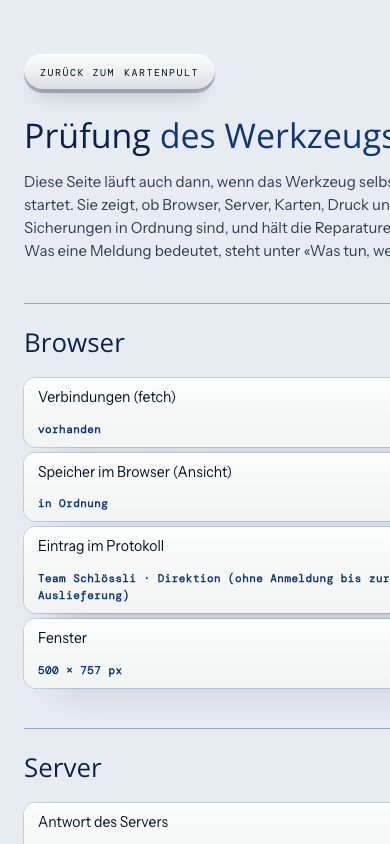 ZURÜCK ZUM KARTENPULT
Prüfung des Werkzeugs
Diese Seite läuft auch dann, wenn das Werkzeug selbs
startet. Sie zeigt, ob Browser, Server, Karten, Druck un
Sicherungen in Ordnung sind, und hält die Reparature
Was eine Meldung bedeutet, steht unter «Was tun, we
Browser
Verbindungen (fetch)
vorhanden
Speicher im Browser (Ansicht)
in Ordnung
Eintrag im Protokoll
Team Schlössli · Direktion (ohne Anmeldung bis zur
Auslieferung)
Fenster
500 × 757 px
Server
Antwort des Servers